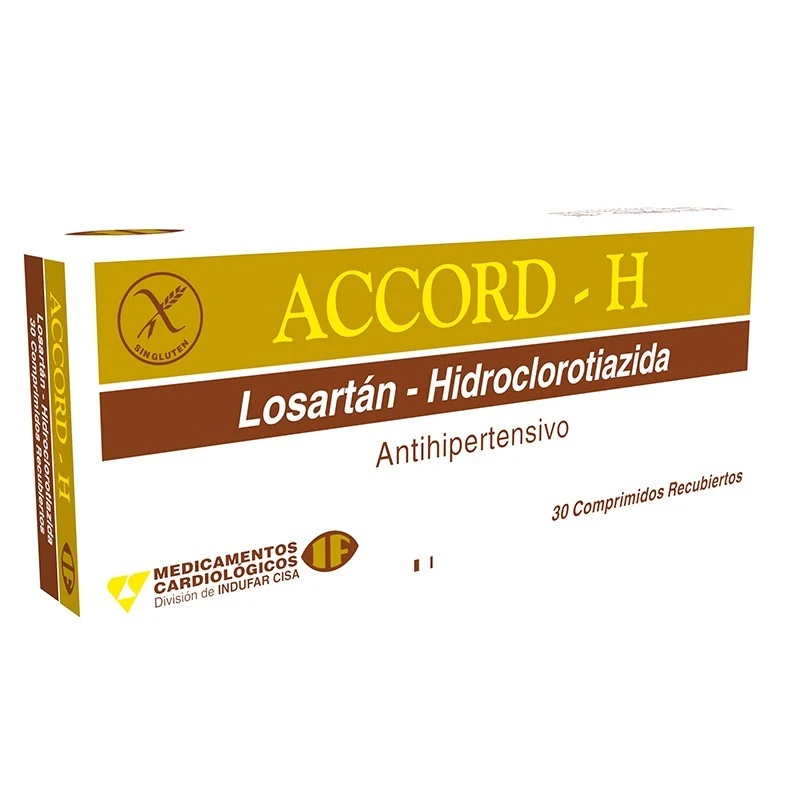 SIN GLUTEN
ACCORD - H
Losartán - Hidroclorotiazida
Antihipertensivo
30 Comprimidos Recubiertos
MEDICAMENTOS
CARDIOLÓGICOS
División de INDUFAR CISA
IF
ACCORD - H
Losartán - Hidroclorotiazida
30 Comprimidos Recubiertos
IF